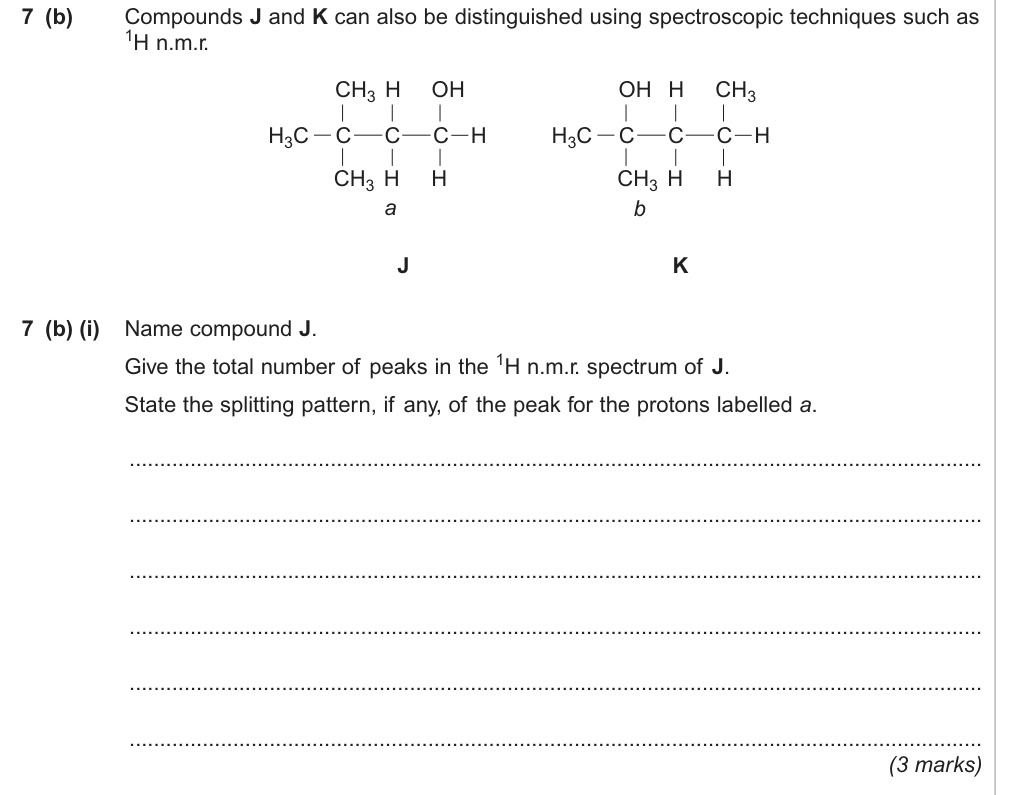 7 (b) Compounds J and K can also be distinguished using spectroscopic techniques such as
¹H n.m.r.
CH₃ H OH OH H CH₃
H₃C – C — C — C – H H₃C – C — C — C – H
CH₃ H H CH₃ H H
a b
J K
7 (b) (i) Name compound J.
Give the total number of peaks in the ¹H n.m.r. spectrum of J.
State the splitting pattern, if any, of the peak for the protons labelled a.
(3 marks)